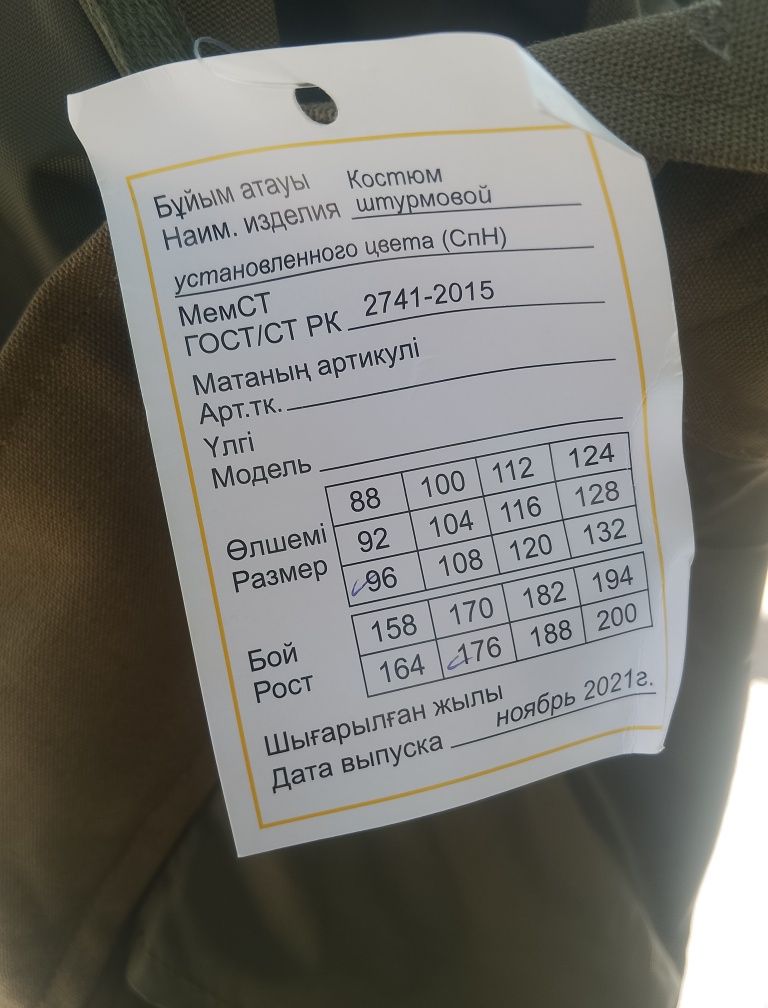 Бұйым атауы Костюм
Наим. изделия штурмовой
установленного цвета (СпН)
МемСТ
ГОСТ/СТ РК 2741-2015
Матаның артикулі
Арт.тк.
Үлгі
Модель
88 100 112 124
Өлшемі 92 104 116 128
Размер 96 108 120 132
Бой 158 170 182 194
Рост 164 176 188 200
Шығарылған жылы
Дата выпуска ноябрь 2021г.